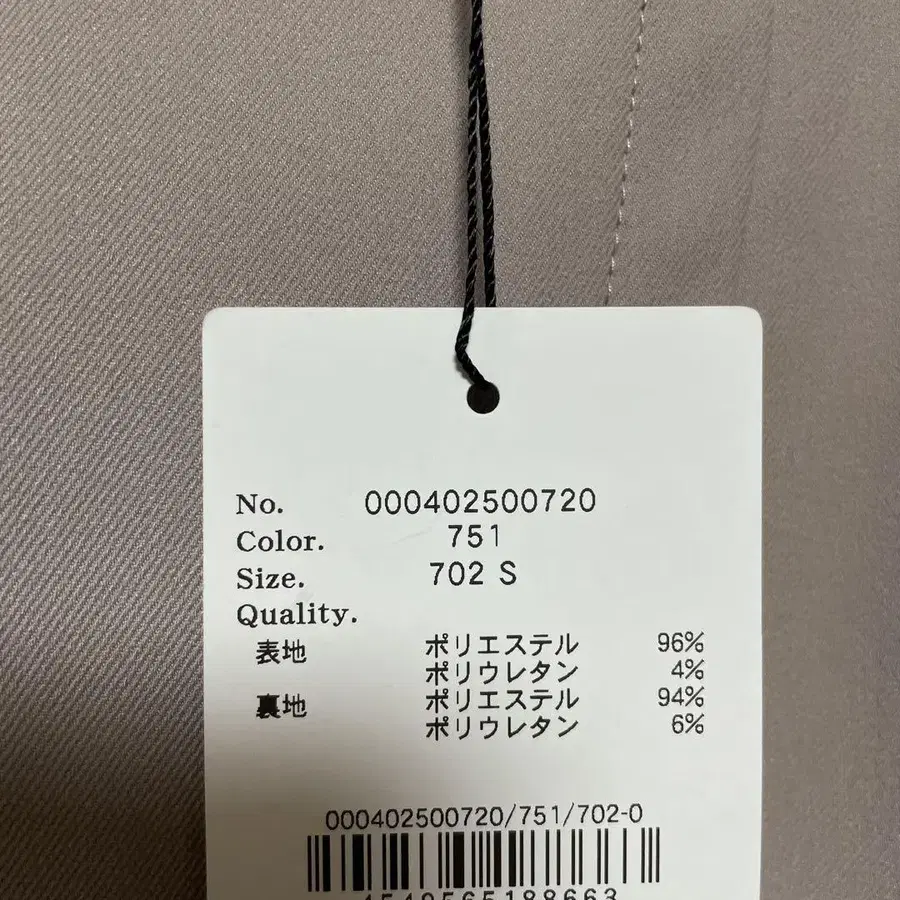 No. 000402500720
Color. 751
Size. 702 S
Quality.
表地 ポリエステル 96%
ポリウレタン 4%
裏地 ポリエステル 94%
ポリウレタン 6%
000402500720/751/702-0
4549565188663